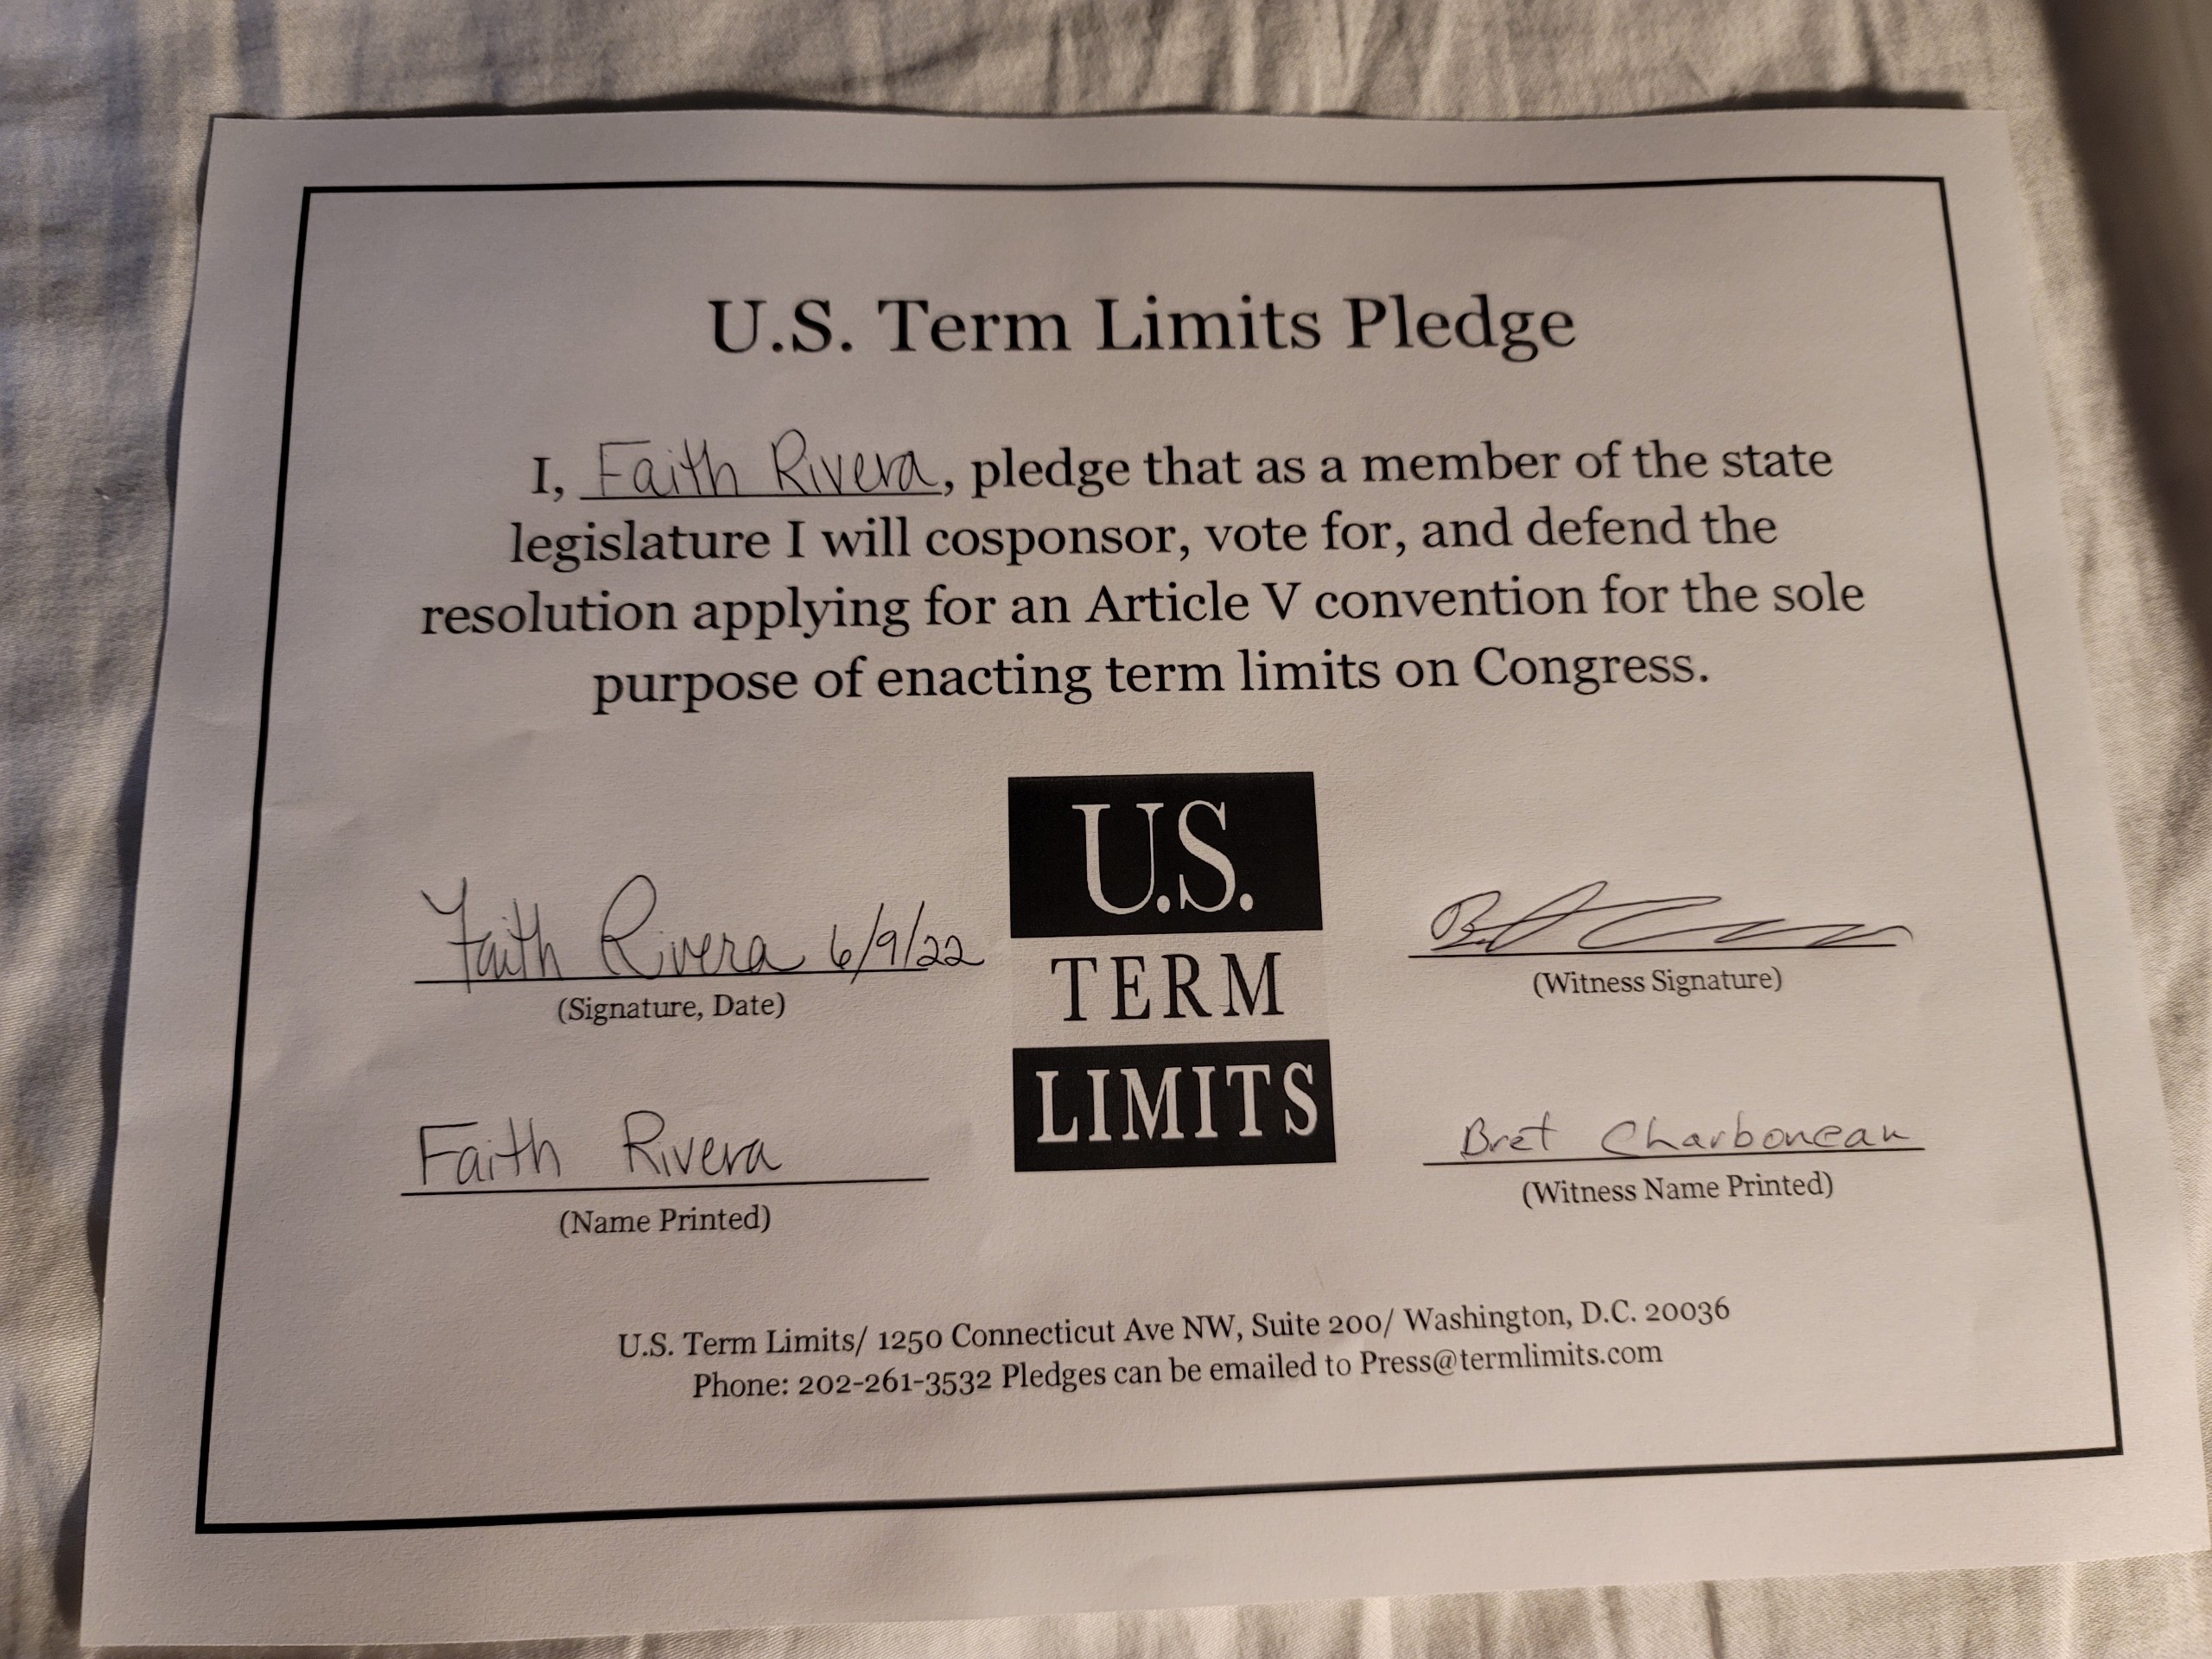 U.S. Term Limits Pledge
I, Faith Rivera, pledge that as a member of the state
legislature I will cosponsor, vote for, and defend the
resolution applying for an Article V convention for the sole
purpose of enacting term limits on Congress.
Faith Rivera 6/9/22
(Signature, Date)
Faith Rivera
(Name Printed)
U.S.
TERM
LIMITS
(Witness Signature)
Bret Charboneau
(Witness Name Printed)
U.S. Term Limits/ 1250 Connecticut Ave NW, Suite 200/ Washington, D.C. 20036
Phone: 202-261-3532 Pledges can be emailed to Press@termlimits.com